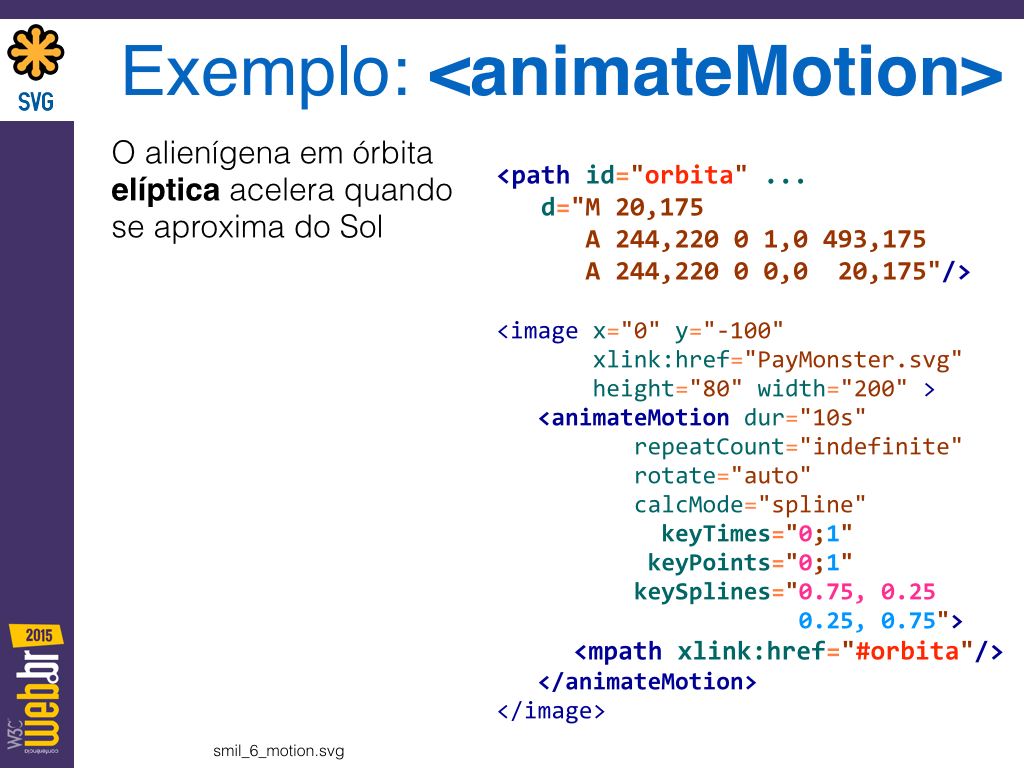 SVG
Exemplo: <animateMotion>
O alienígena em órbita
elíptica acelera quando
se aproxima do Sol
<path id="orbita" ...
d="M 20,175
A 244,220 0 1,0 493,175
A 244,220 0 0,0  20,175"/>
<image x="0" y="-100"
xlink:href="PayMonster.svg"
height="80" width="200" >
<animateMotion dur="10s"
repeatCount="indefinite"
rotate="auto"
calcMode="spline"
keyTimes="0;1"
keyPoints="0;1"
keySplines="0.75, 0.25
0.25, 0.75">
<mpath xlink:href="#orbita"/>
</animateMotion>
</image>
2015
W3C
conferência
web.br
smil_6_motion.svg